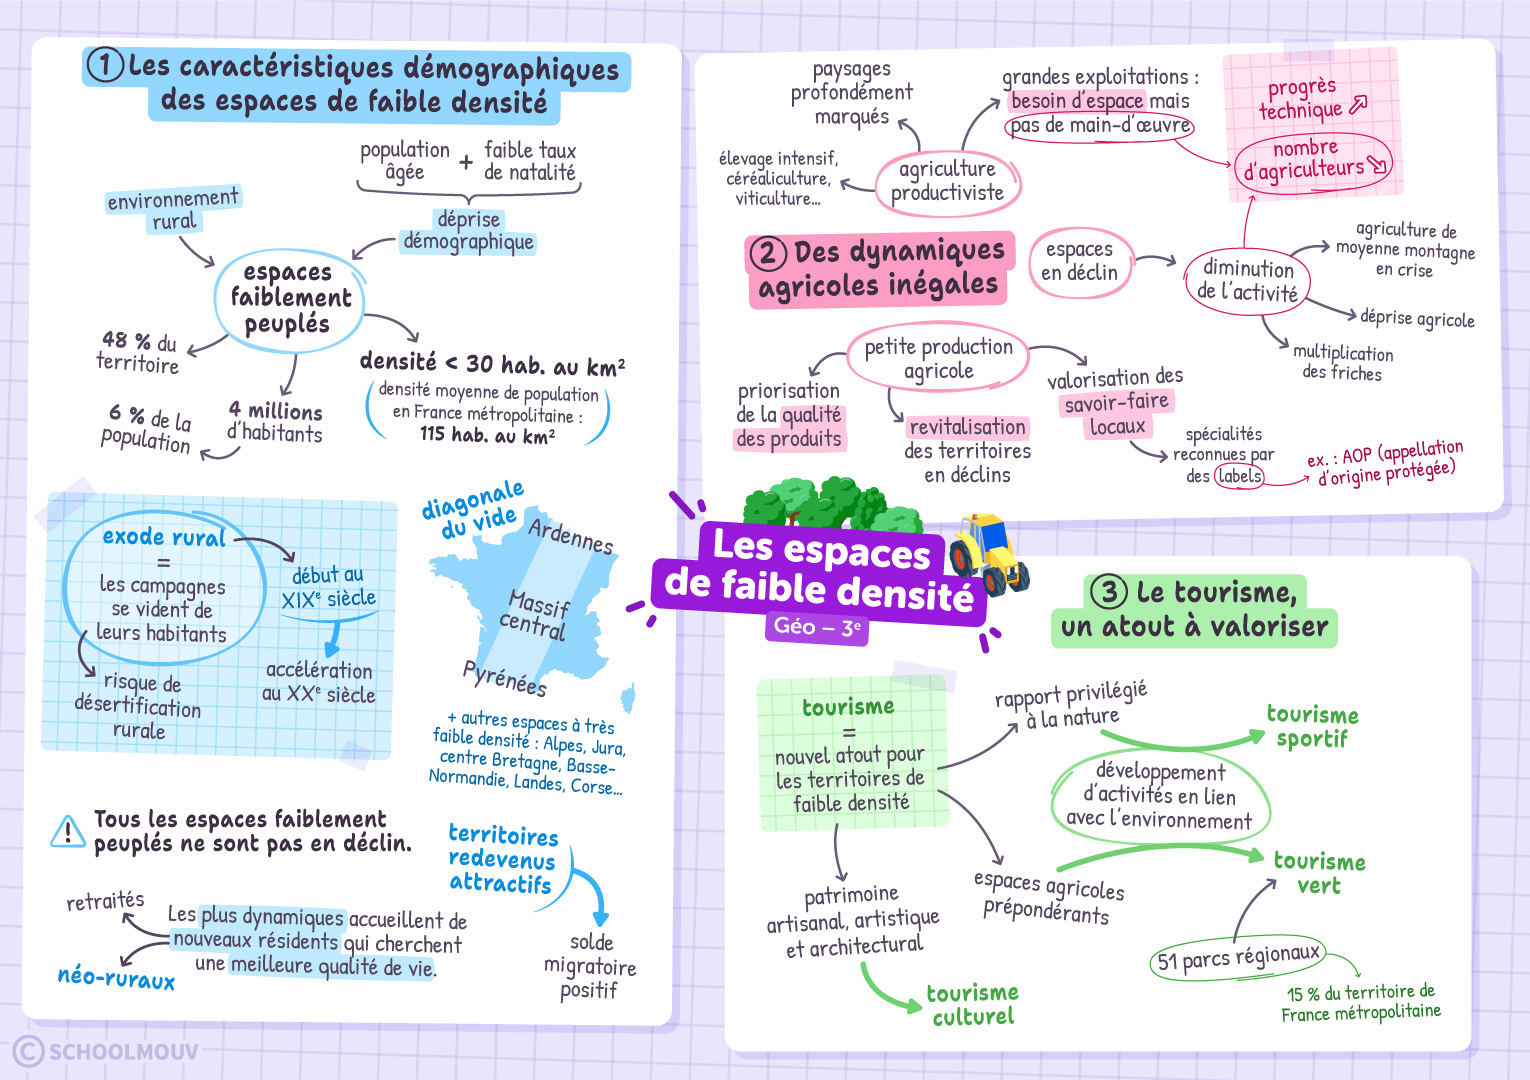 ① Les caractéristiques démographiques
des espaces de faible densité
population
âgée
+
faible taux
de natalité
environnement
rural
déprise
démographique
espaces
faiblement
peuplés
48 % du
territoire
6 % de la
population
4 millions
d'habitants
densité < 30 hab. au km²
densité moyenne de population
en France métropolitaine :
115 hab. au km²
exode rural
=
les campagnes
se vident de
leurs habitants
début au
XIXᵉ siècle
accélération
au XXᵉ siècle
risque de
désertification
rurale
diagonale
du vide
Ardennes
Massif
central
Pyrénées
+ autres espaces à très
faible densité : Alpes, Jura,
centre Bretagne, Basse-
Normandie, Landes, Corse...
! Tous les espaces faiblement
peuplés ne sont pas en déclin.
retraités
néo-ruraux
Les plus dynamiques accueillent de
nouveaux résidents qui cherchent
une meilleure qualité de vie.
territoires
redevenus
attractifs
solde
migratoire
positif
paysages
profondément
marqués
grandes exploitations :
besoin d'espace mais
pas de main-d'œuvre
progrès
technique
nombre
d'agriculteurs
élevage intensif,
céréaliculture,
viticulture...
agriculture
productiviste
② Des dynamiques
agricoles inégales
espaces
en déclin
diminution
de l'activité
agriculture de
moyenne montagne
en crise
déprise agricole
multiplication
des friches
petite production
agricole
priorisation
de la qualité
des produits
revitalisation
des territoires
en déclins
valorisation des
savoir-faire
locaux
spécialités
reconnues par
des labels
ex. : AOP (appellation
d'origine protégée)
Les espaces
de faible densité
Géo – 3ᵉ
③ Le tourisme,
un atout à valoriser
tourisme
=
nouvel atout pour
les territoires de
faible densité
rapport privilégié
à la nature
tourisme
sportif
développement
d'activités en lien
avec l'environnement
espaces agricoles
prépondérants
tourisme
vert
51 parcs régionaux
15 % du territoire de
France métropolitaine
patrimoine
artisanal, artistique
et architectural
tourisme
culturel
© SCHOOLMOUV